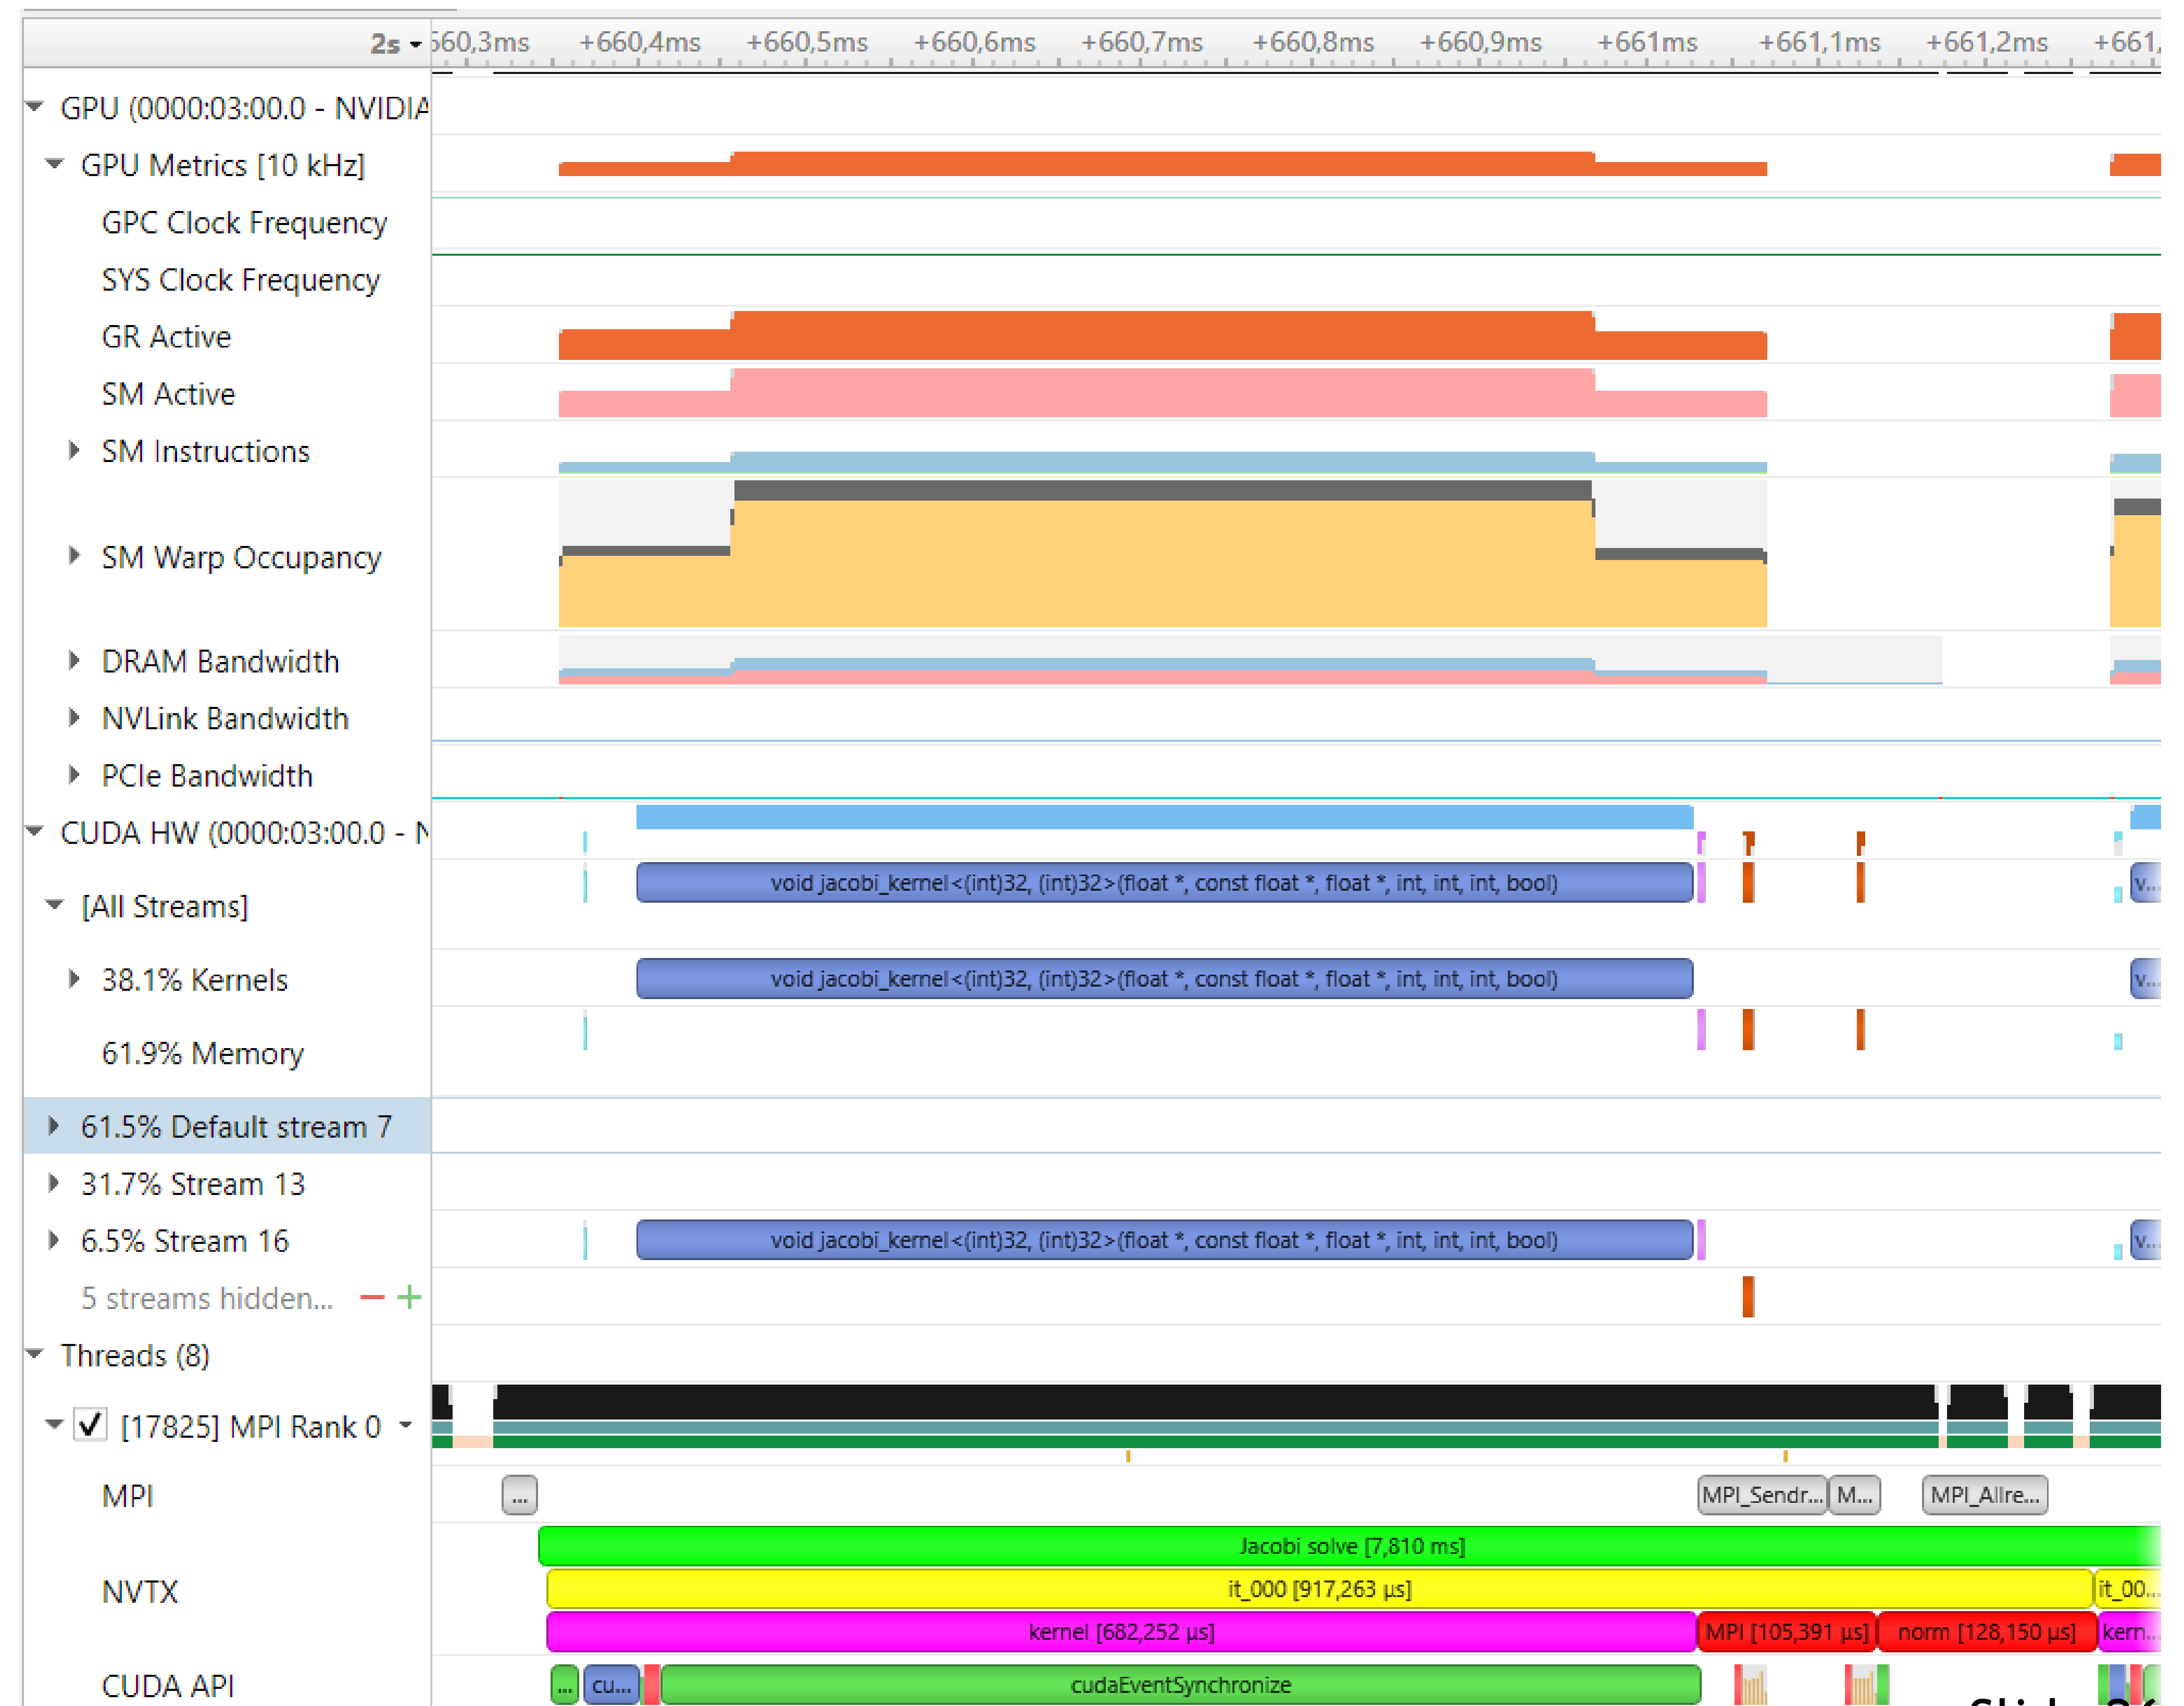 2s 660,3ms +660,4ms +660,5ms +660,6ms +660,7ms +660,8ms +660,9ms +661ms +661,1ms +661,2ms +661,
GPU (0000:03:00.0 - NVIDIA
GPU Metrics [10 kHz]
GPC Clock Frequency
SYS Clock Frequency
GR Active
SM Active
SM Instructions
SM Warp Occupancy
DRAM Bandwidth
NVLink Bandwidth
PCIe Bandwidth
CUDA HW (0000:03:00.0 - N
[All Streams] void jacobi_kernel<(int)32, (int)32>(float *, const float *, float *, int, int, int, bool) v...
38.1% Kernels void jacobi_kernel<(int)32, (int)32>(float *, const float *, float *, int, int, int, bool) v...
61.9% Memory
61.5% Default stream 7
31.7% Stream 13
6.5% Stream 16 void jacobi_kernel<(int)32, (int)32>(float *, const float *, float *, int, int, int, bool) v...
5 streams hidden... − +
Threads (8)
[17825] MPI Rank 0
MPI ... MPI_Sendr... M... MPI_Allre...
Jacobi solve [7,810 ms]
NVTX it_000 [917,263 µs] it_00...
kernel [682,252 µs] MPI [105,391 µs] norm [128,150 µs] kern...
CUDA API ... cu... cudaEventSynchronize